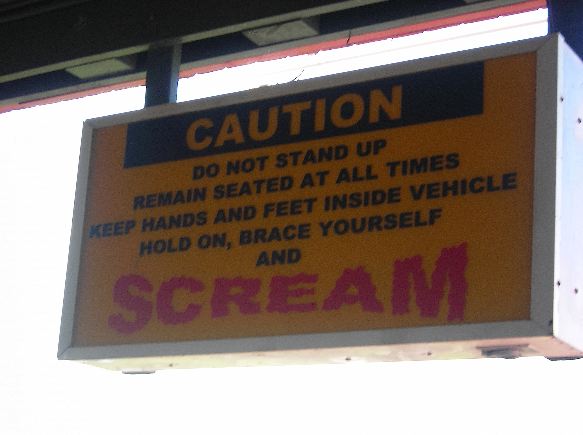 CAUTION
DO NOT STAND UP
REMAIN SEATED AT ALL TIMES
KEEP HANDS AND FEET INSIDE VEHICLE
HOLD ON, BRACE YOURSELF
AND
SCREAM